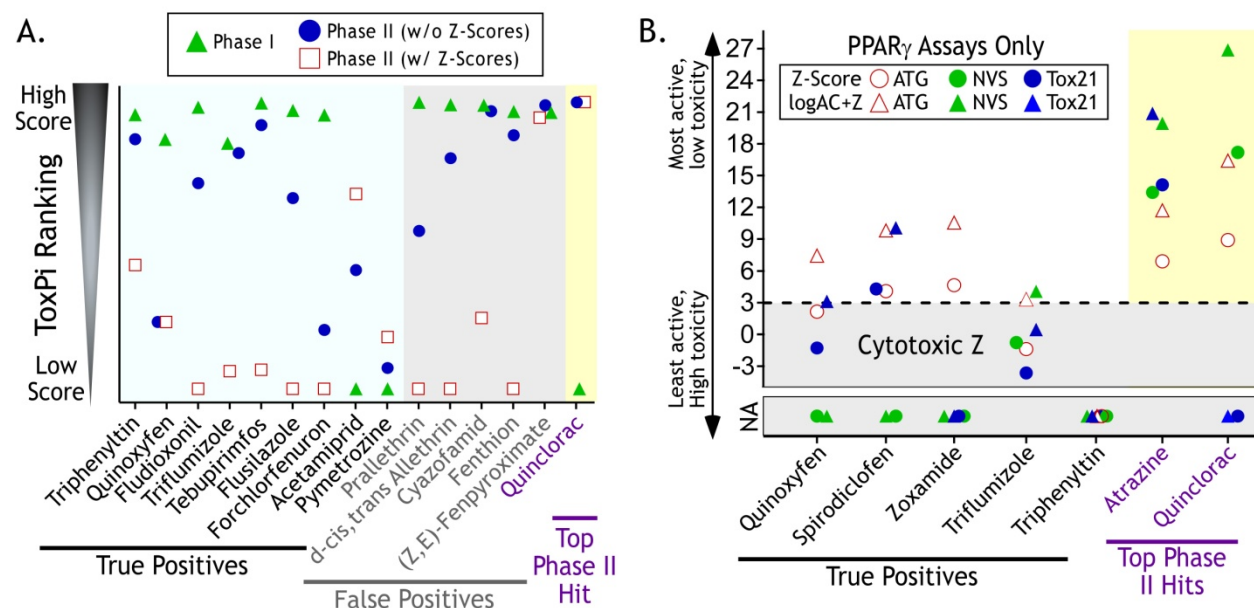 A.
Phase I
Phase II (w/o Z-Scores)
Phase II (w/ Z-Scores)
High
Score
ToxPi Ranking
Low
Score
Triphenyltin
Quinoxyfen
Fludioxonil
Triflumizole
Tebupirimfos
Flusilazole
Forchlorfenuron
Acetamiprid
Pymetrozine
Prallethrin
d-cis,trans Allethrin
Cyazofamid
Fenthion
(Z,E)-Fenpyroximate
Quinclorac
True Positives
False Positives
Top
Phase II
Hit
B.
Most active,
low toxicity
Least active,
High toxicity
27
24
21
18
15
12
9
6
3
0
-3
NA
PPARγ Assays Only
Z-Score ATG NVS Tox21
logAC+Z ATG NVS Tox21
Cytotoxic Z
Quinoxyfen
Spirodiclofen
Zoxamide
Triflumizole
Triphenyltin
Atrazine
Quinclorac
True Positives
Top Phase
II Hits